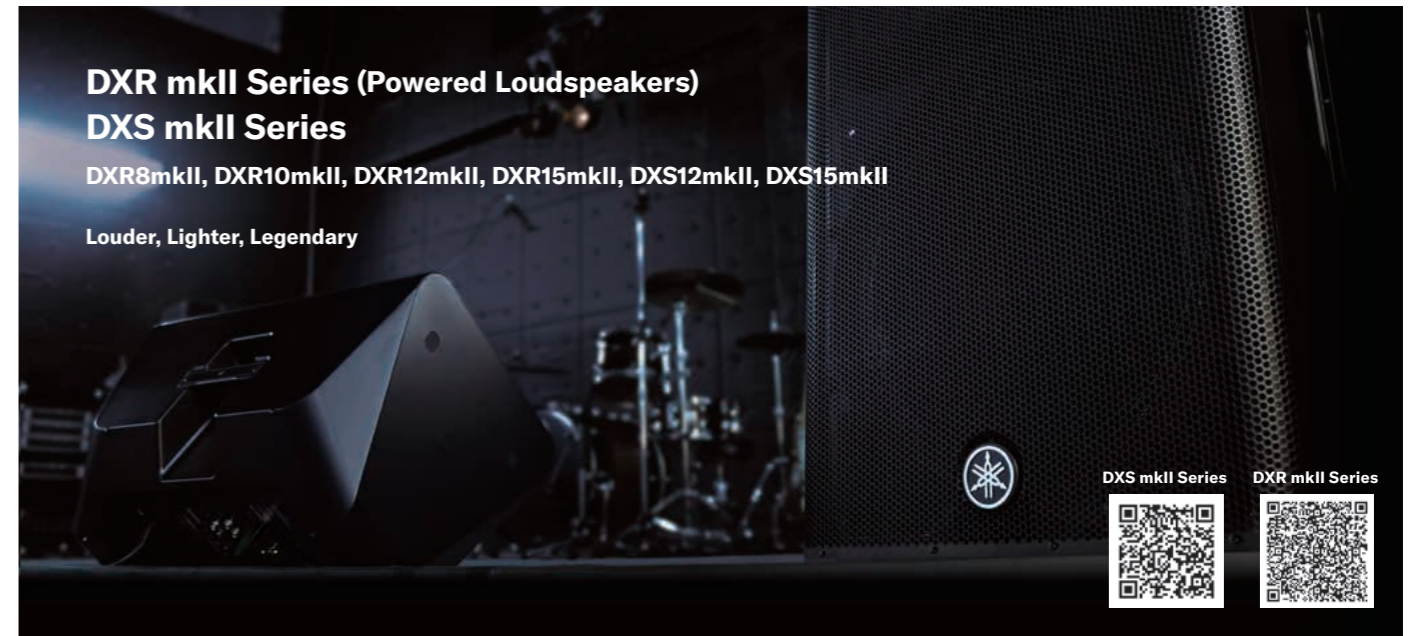 DXR mkII Series (Powered Loudspeakers)
DXS mkII Series
DXR8mkII, DXR10mkII, DXR12mkII, DXR15mkII, DXS12mkII, DXS15mkII
Louder, Lighter, Legendary
DXS mkII Series
DXR mkII Series